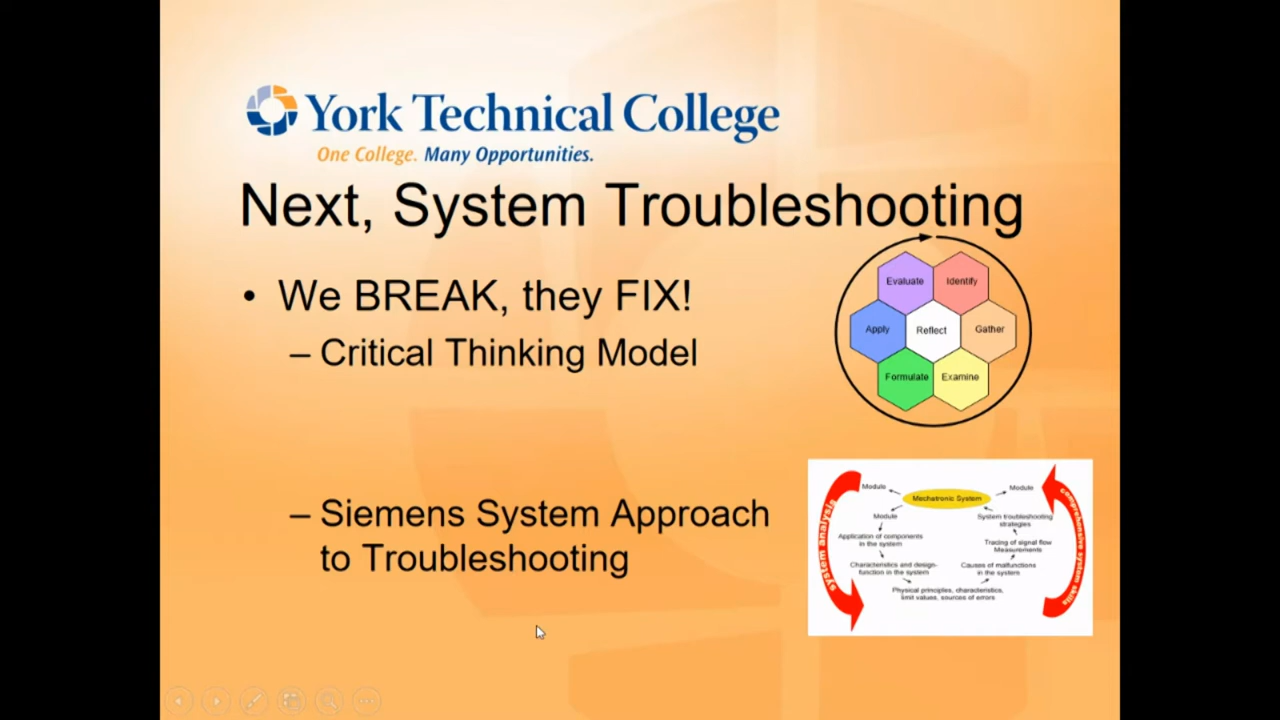 York Technical College
One College. Many Opportunities.
Next, System Troubleshooting
• We BREAK, they FIX!
– Critical Thinking Model
Evaluate
Identify
Apply
Reflect
Gather
Formulate
Examine
– Siemens System Approach
to Troubleshooting
system analysis
Module
Mechatronic System
Module
Module
System troubleshooting
strategies
Application of components
in the system
Tracing of signal flow
Measurements
Characteristics and design-
function in the system
Causes of malfunctions
in the system
Physical principles, characteristics,
limit values, sources of errors
comprehensive system skills